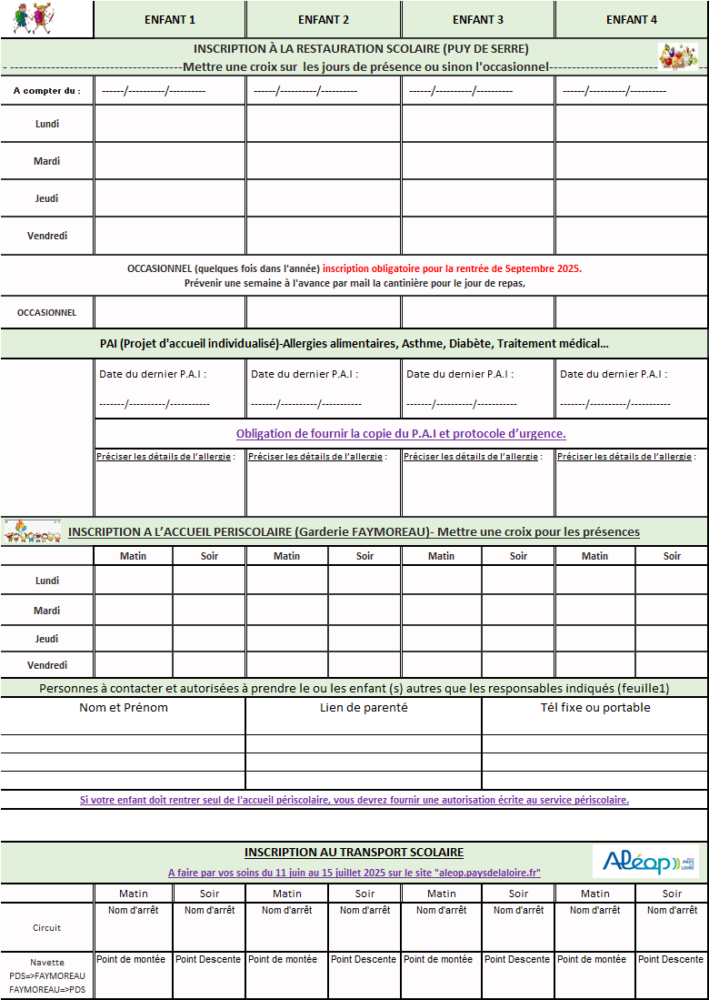 ENFANT 1 ENFANT 2 ENFANT 3 ENFANT 4
INSCRIPTION À LA RESTAURATION SCOLAIRE (PUY DE SERRE)
- -----------------------------------Mettre une croix sur les jours de présence ou sinon l'occasionnel------------------------ --
A compter du : ------/----------/---------- ------/----------/---------- ------/----------/---------- ------/----------/----------
Lundi
Mardi
Jeudi
Vendredi
OCCASIONNEL (quelques fois dans l'année) inscription obligatoire pour la rentrée de Septembre 2025.
Prévenir une semaine à l'avance par mail la cantinière pour le jour de repas,
OCCASIONNEL
PAI (Projet d'accueil individualisé)-Allergies alimentaires, Asthme, Diabète, Traitement médical...
Date du dernier P.A.I : Date du dernier P.A.I : Date du dernier P.A.I : Date du dernier P.A.I :
-------/----------/----------- -------/----------/----------- -------/----------/----------- -------/----------/-----------
Obligation de fournir la copie du P.A.I et protocole d’urgence.
Préciser les détails de l’allergie : Préciser les détails de l’allergie : Préciser les détails de l’allergie : Préciser les détails de l’allergie :
INSCRIPTION A L’ACCUEIL PERISCOLAIRE (Garderie FAYMOREAU)- Mettre une croix pour les présences
Matin Soir Matin Soir Matin Soir Matin Soir
Lundi
Mardi
Jeudi
Vendredi
Personnes à contacter et autorisées à prendre le ou les enfant (s) autres que les responsables indiqués (feuille1)
Nom et Prénom Lien de parenté Tél fixe ou portable
Si votre enfant doit rentrer seul de l'accueil périscolaire, vous devrez fournir une autorisation écrite au service périscolaire.
INSCRIPTION AU TRANSPORT SCOLAIRE
Aléop PAYS DE LA LOIRE
A faire par vos soins du 11 juin au 15 juillet 2025 sur le site "aleop.paysdelaloire.fr"
Matin Soir Matin Soir Matin Soir Matin Soir
Nom d'arrêt Nom d'arrêt Nom d'arrêt Nom d'arrêt Nom d'arrêt Nom d'arrêt Nom d'arrêt Nom d'arrêt
Circuit
Navette Point de montée Point Descente Point de montée Point Descente Point de montée Point Descente Point de montée Point Descente
PDS=>FAYMOREAU
FAYMOREAU=>PDS